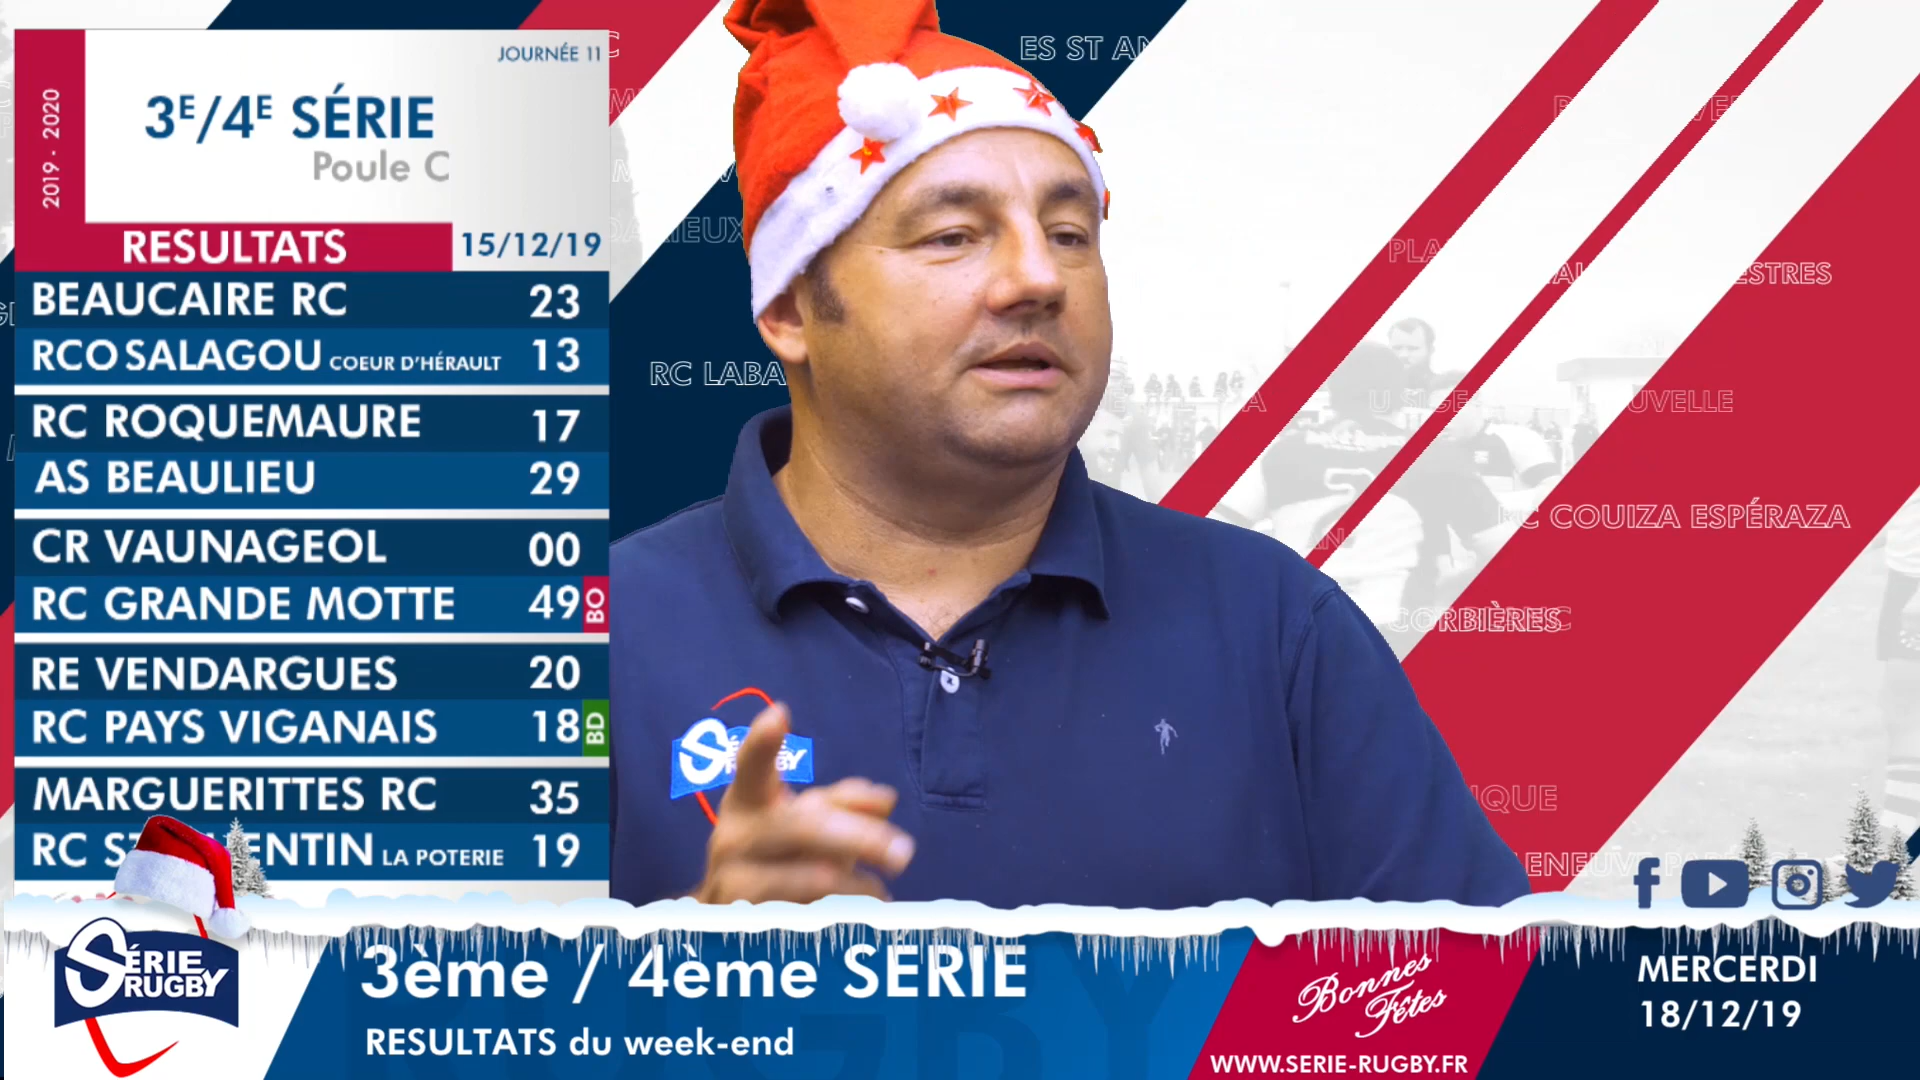 JOURNÉE 11
2019 · 2020
3E/4E SÉRIE
Poule C
RESULTATS
15/12/19
BEAUCAIRE RC 23
RCO SALAGOU COEUR D'HÉRAULT 13
RC ROQUEMAURE 17
AS BEAULIEU 29
CR VAUNAGEOL 00
RC GRANDE MOTTE 49 BO
RE VENDARGUES 20
RC PAYS VIGANAIS 18 BD
MARGUERITTES RC 35
RC LA POTERIE 19
ES ST
RC
COUIZA ESPÉRAZA
CORBIÈRES
SÉRIE
RUGBY
3ème / 4ème SERIE
RESULTATS du week-end
Bonnes
Fêtes
WWW.SERIE-RUGBY.FR
MERCERDI
18/12/19